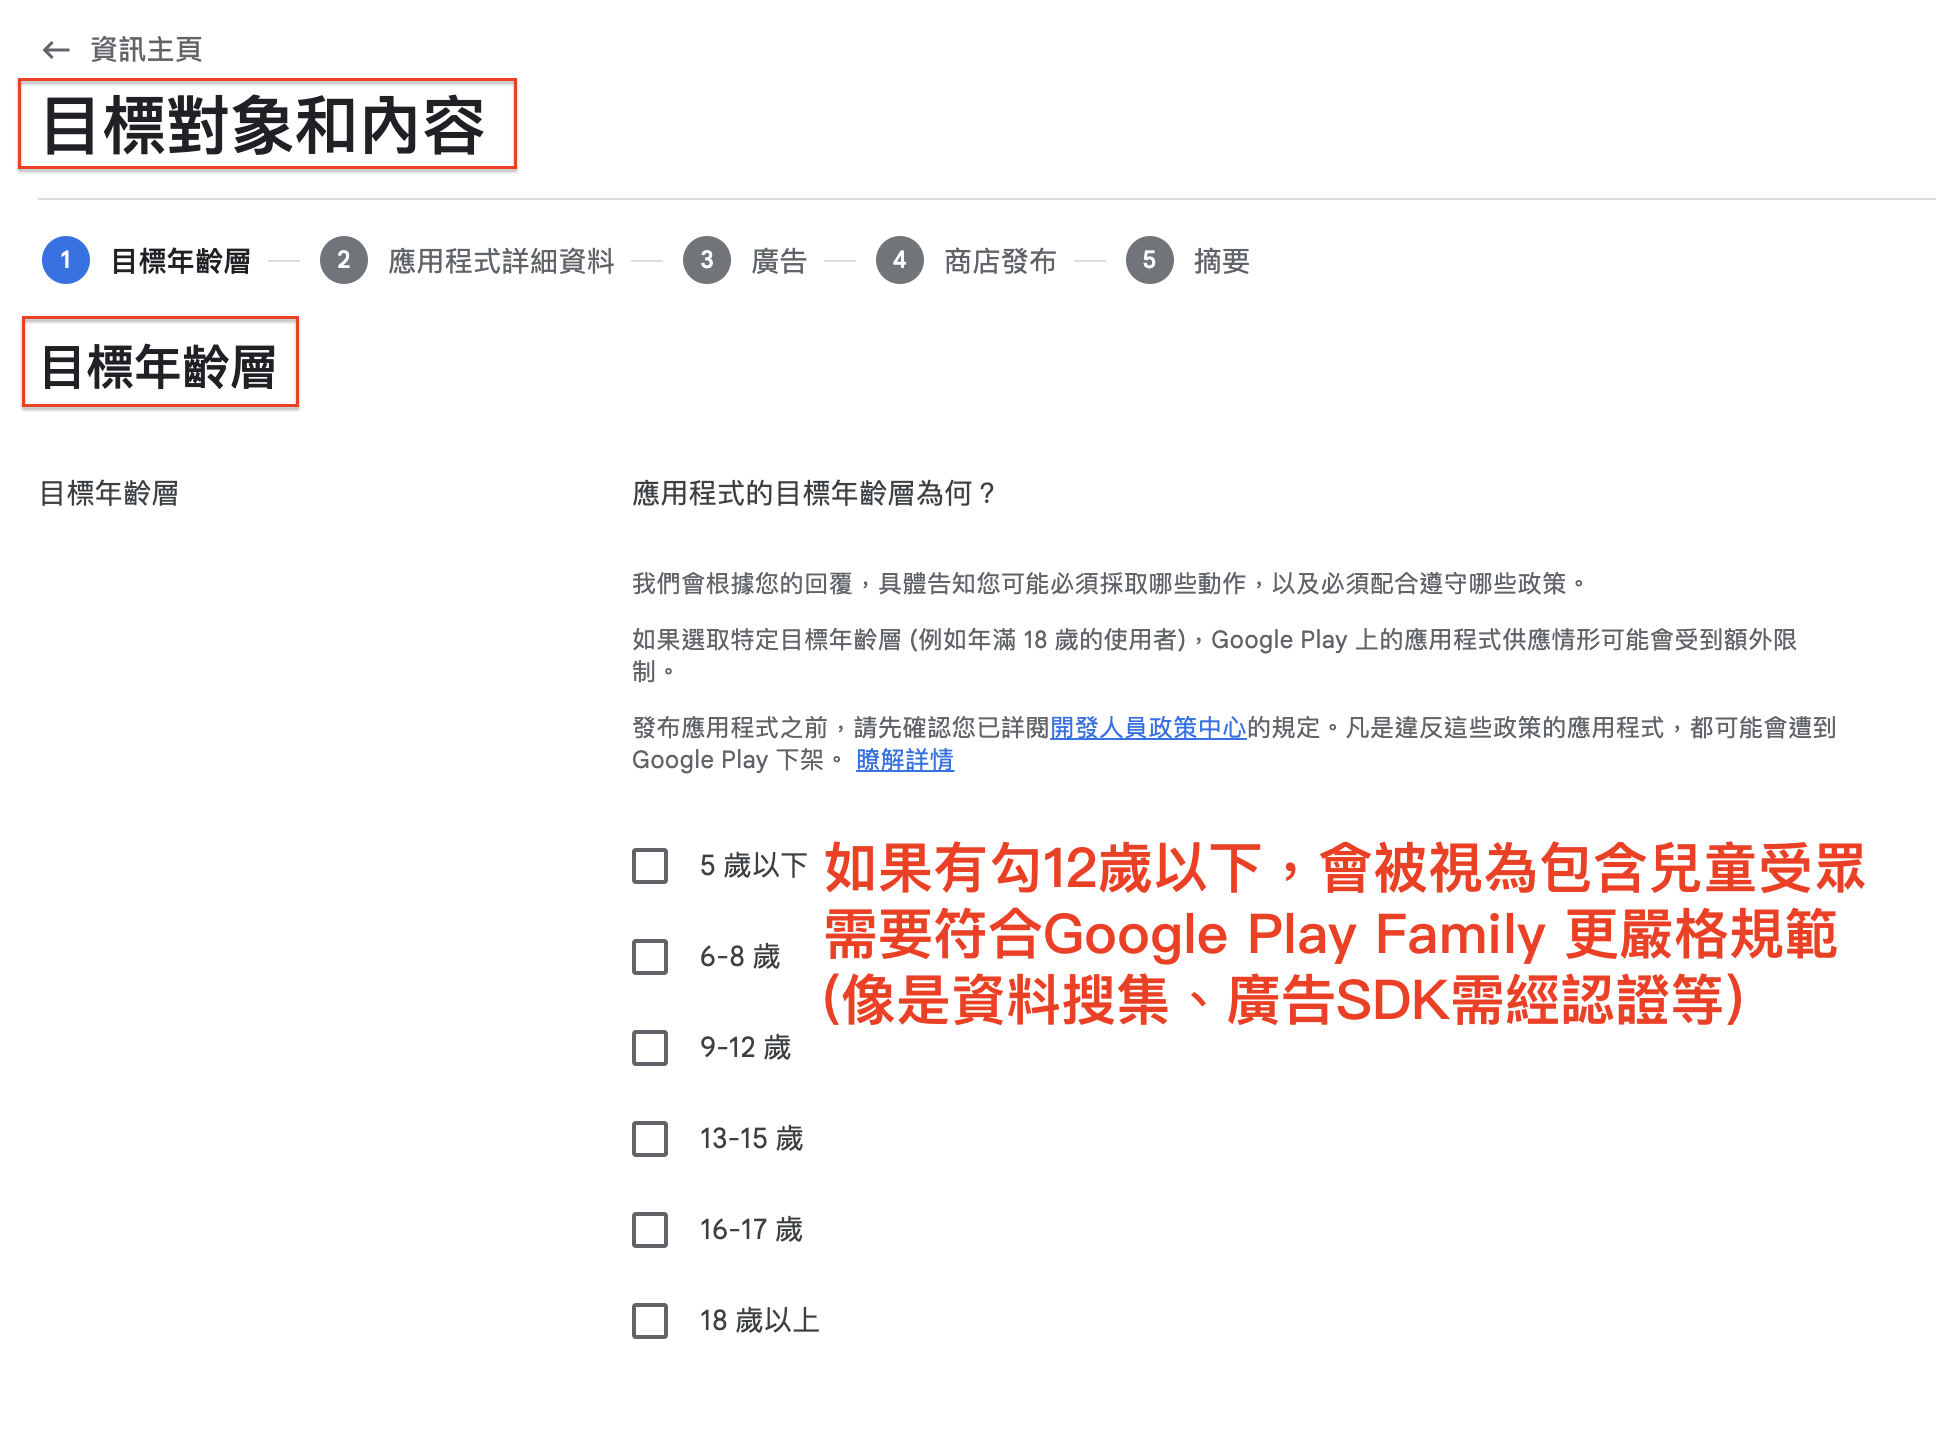 ← 資訊主頁
目標對象和內容
1 目標年齡層 — 2 應用程式詳細資料 — 3 廣告 — 4 商店發布 — 5 摘要
目標年齡層
目標年齡層
應用程式的目標年齡層為何？
我們會根據您的回覆，具體告知您可能必須採取哪些動作，以及必須配合遵守哪些政策。
如果選取特定目標年齡層 (例如年滿 18 歲的使用者)，Google Play 上的應用程式供應情形可能會受到額外限
制。
發布應用程式之前，請先確認您已詳閱開發人員政策中心的規定。凡是違反這些政策的應用程式，都可能會遭到
Google Play 下架。 瞭解詳情
5 歲以下
如果有勾12歲以下，會被視為包含兒童受眾
需要符合Google Play Family 更嚴格規範
(像是資料搜集、廣告SDK需經認證等)
6-8 歲
9-12 歲
13-15 歲
16-17 歲
18 歲以上